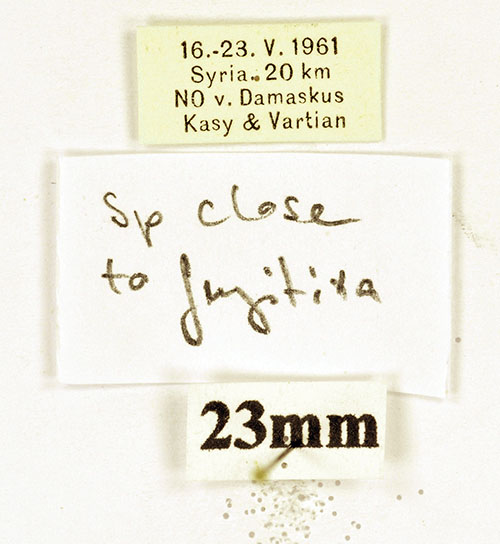 16.-23. V. 1961
Syria. 20 km
NO v. Damaskus
Kasy & Vartian
Sp close
to fugitiva
23mm